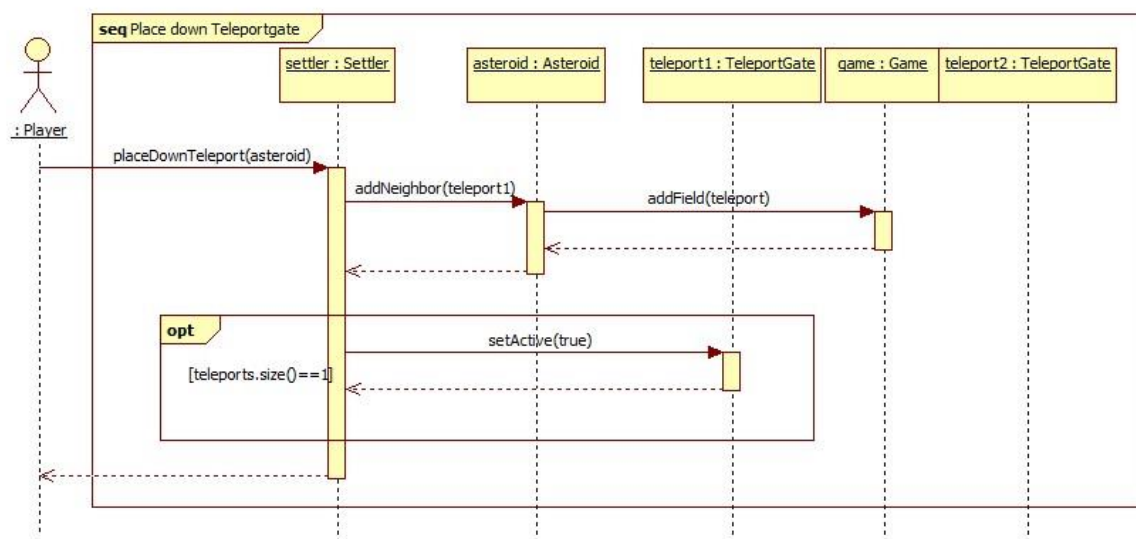 seq Place down Teleportgate
settler : Settler
asteroid : Asteroid
teleport1 : TeleportGate
game : Game
teleport2 : TeleportGate
: Player
placeDownTeleport(asteroid)
addNeighbor(teleport1)
addField(teleport)
opt
setActive(true)
[teleports.size()==1]